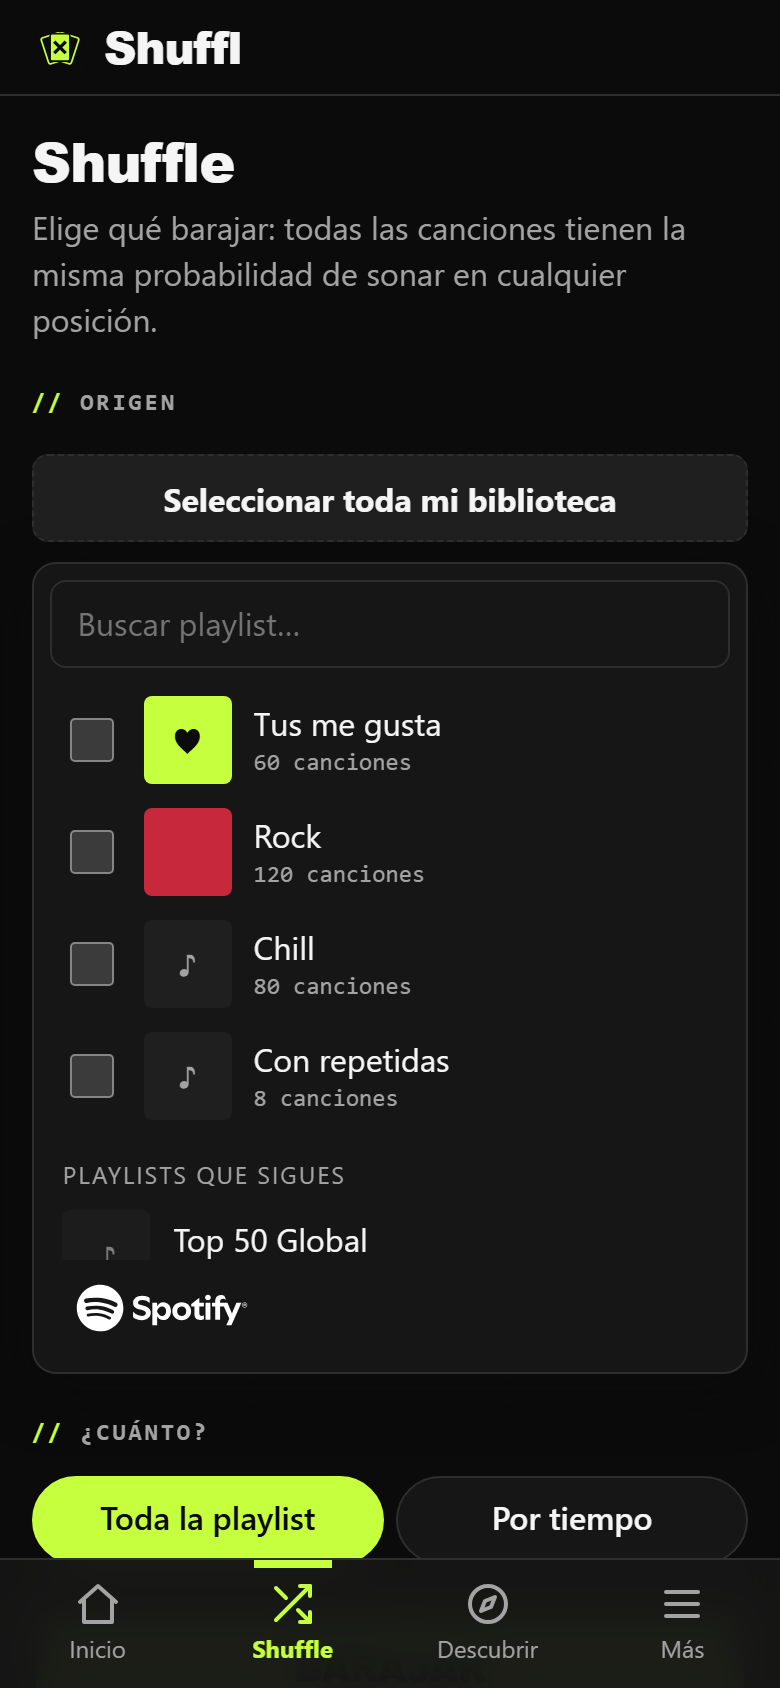 Shuffl
Shuffle
Elige qué barajar: todas las canciones tienen la
misma probabilidad de sonar en cualquier
posición.
// ORIGEN
Seleccionar toda mi biblioteca
Buscar playlist...
Tus me gusta
60 canciones
Rock
120 canciones
Chill
80 canciones
Con repetidas
8 canciones
PLAYLISTS QUE SIGUES
Top 50 Global
Spotify®
// ¿CUÁNTO?
Toda la playlist
Por tiempo
Inicio
Shuffle
Descubrir
Más